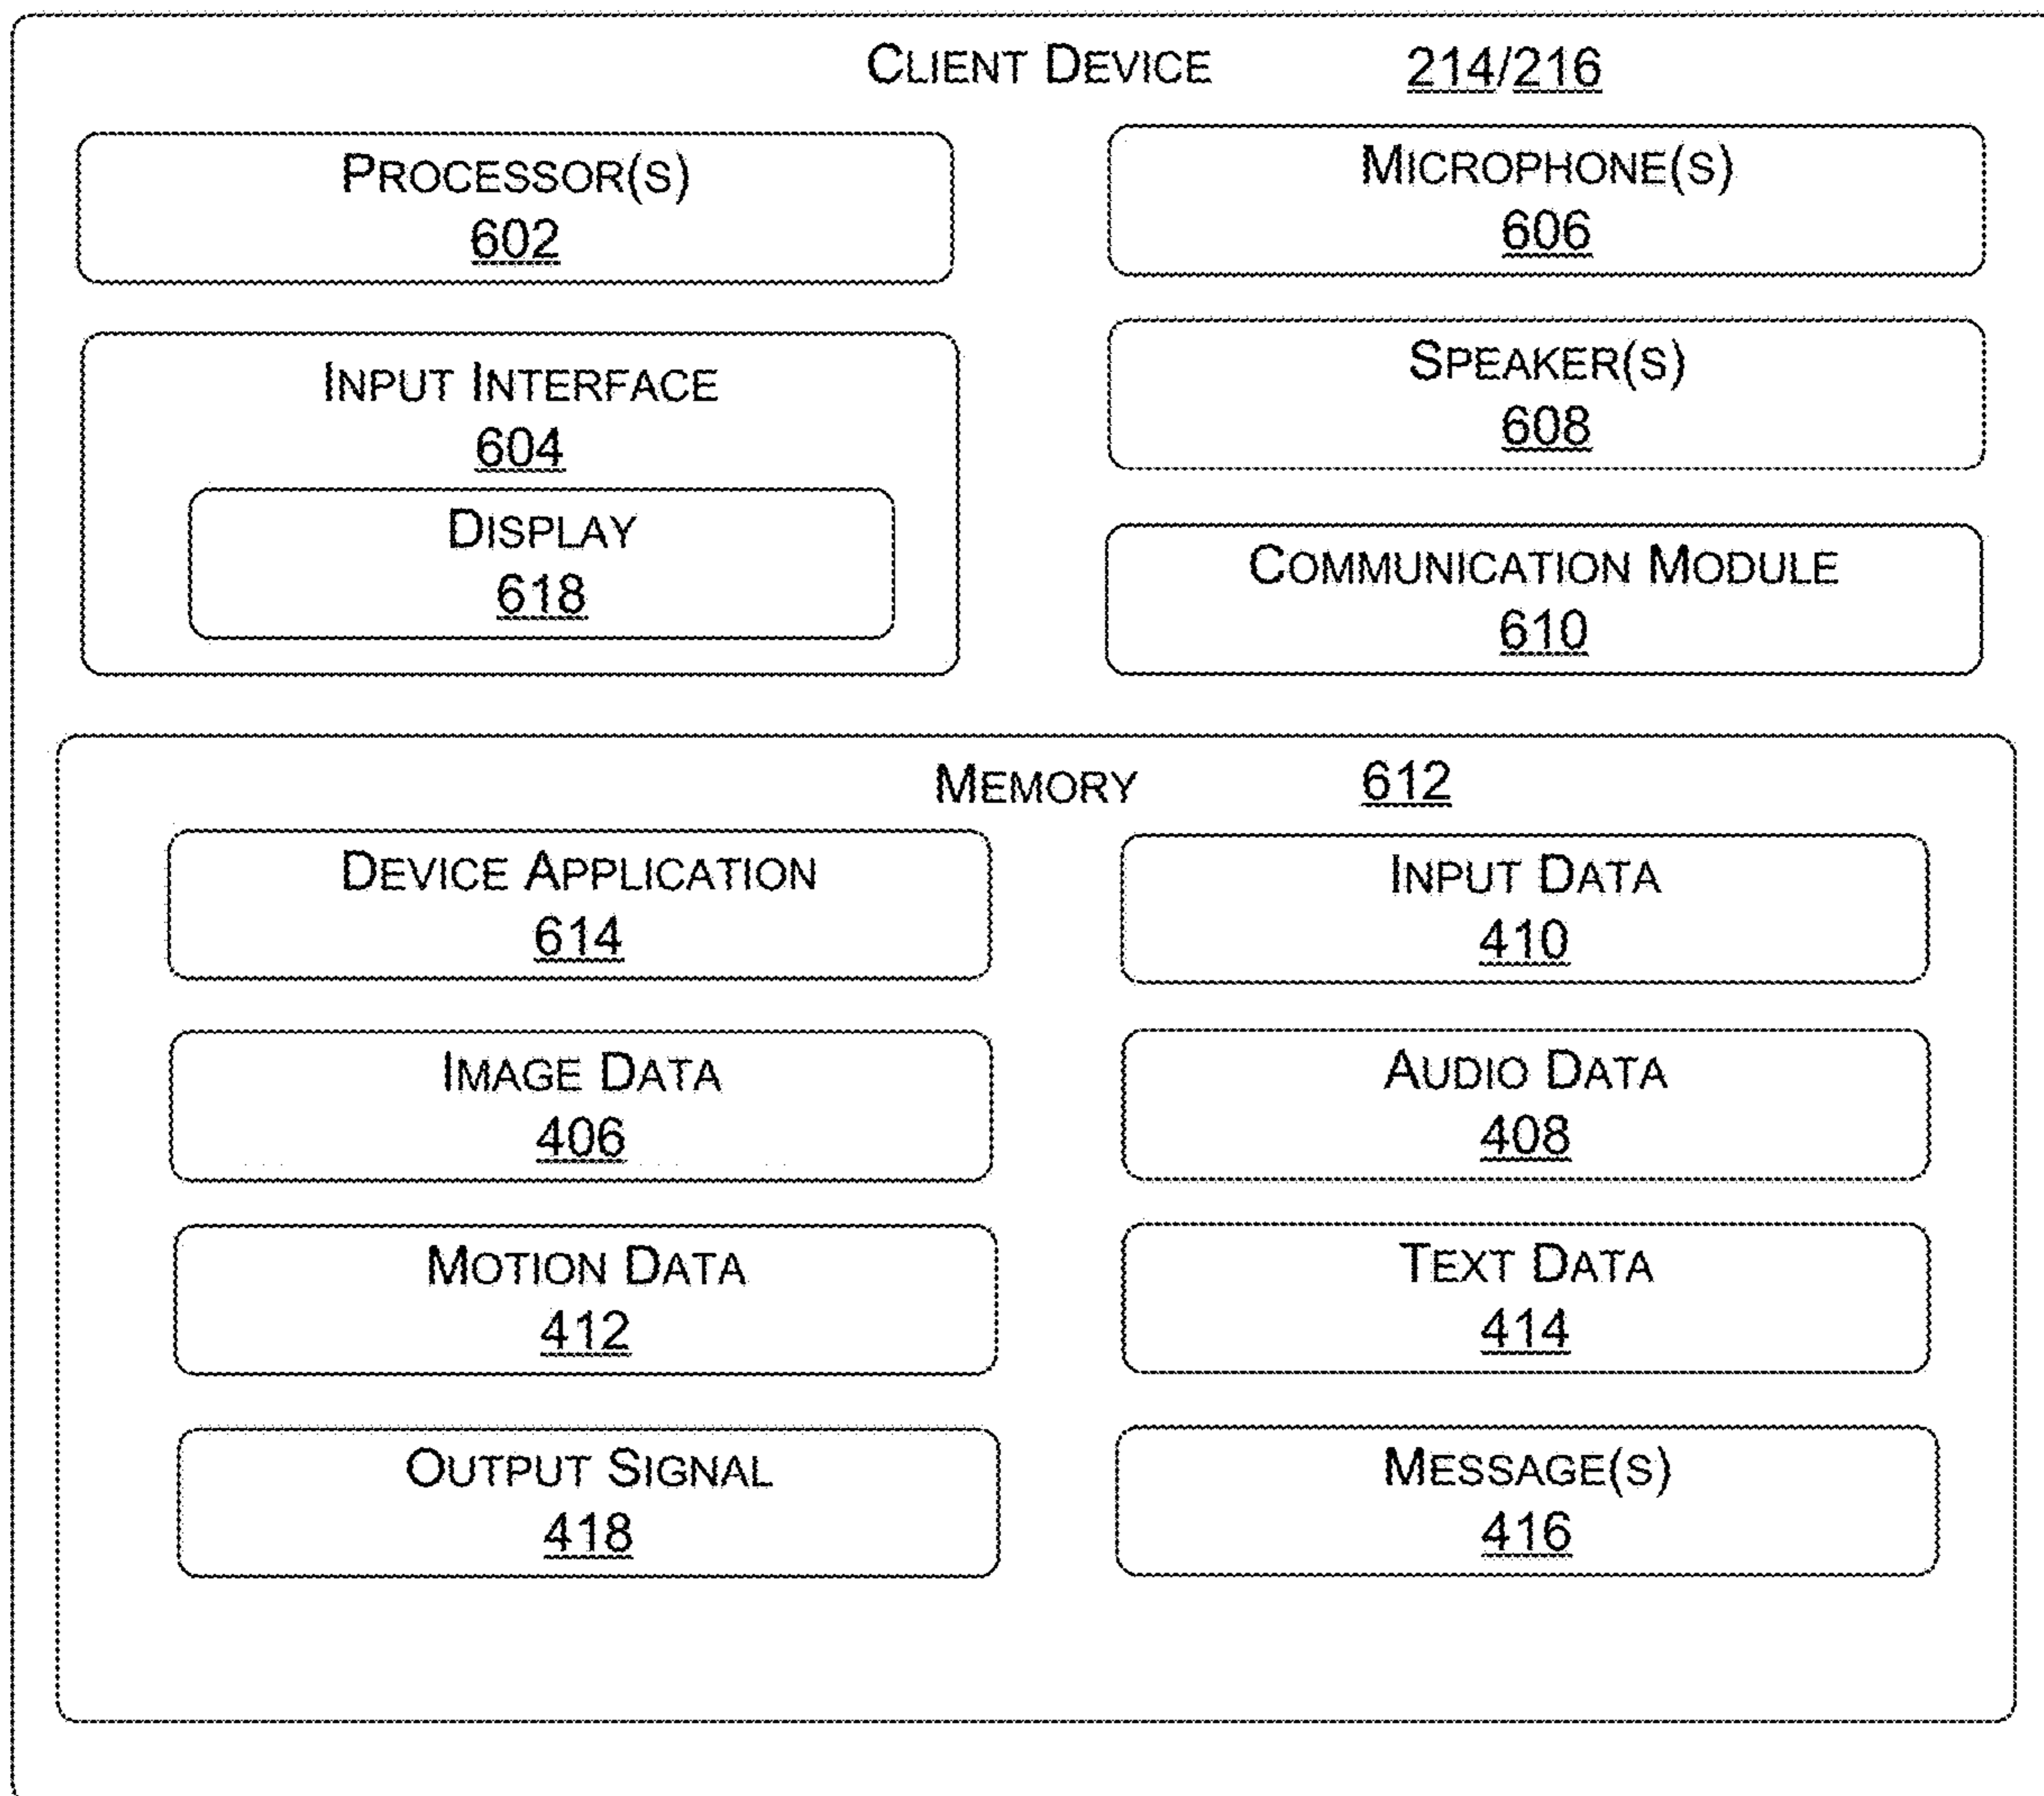 CLIENT DEVICE 214/216
PROCESSOR(S)
602
MICROPHONE(S)
606
INPUT INTERFACE
604
DISPLAY
618
SPEAKER(S)
608
COMMUNICATION MODULE
610
MEMORY 612
DEVICE APPLICATION
614
INPUT DATA
410
IMAGE DATA
406
AUDIO DATA
408
MOTION DATA
412
TEXT DATA
414
OUTPUT SIGNAL
418
MESSAGE(S)
416